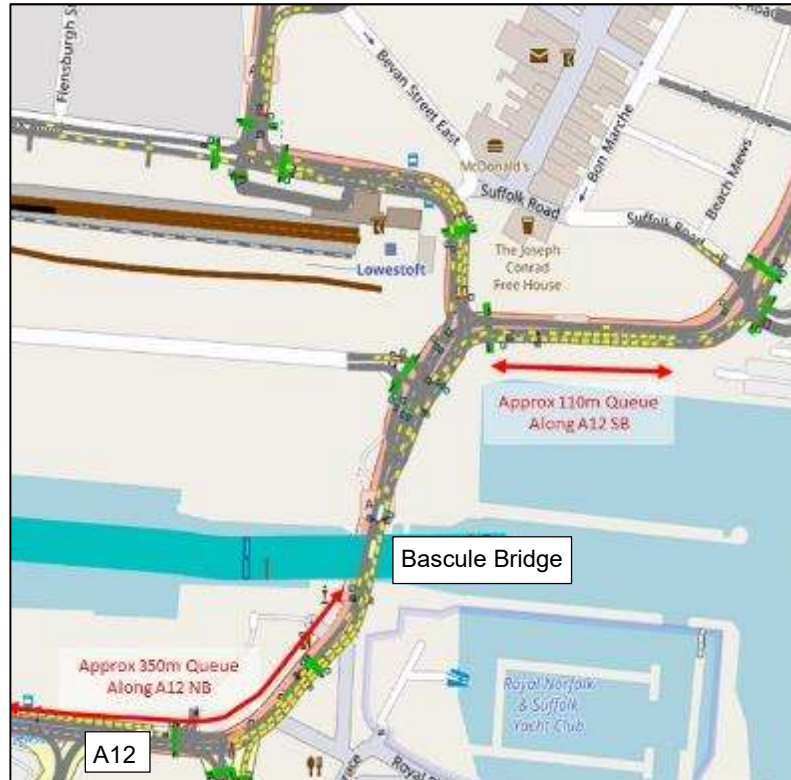 Flensburgh St
Bevan Street East
McDonald's
Bon Marche
Beach Mews
Suffolk Road
Suffolk Road
The Joseph
Conrad
Free House
Lowestoft
Approx 110m Queue
Along A12 SB
Bascule Bridge
Approx 350m Queue
Along A12 NB
Royal Norfolk
& Suffolk
Yacht Club
A12